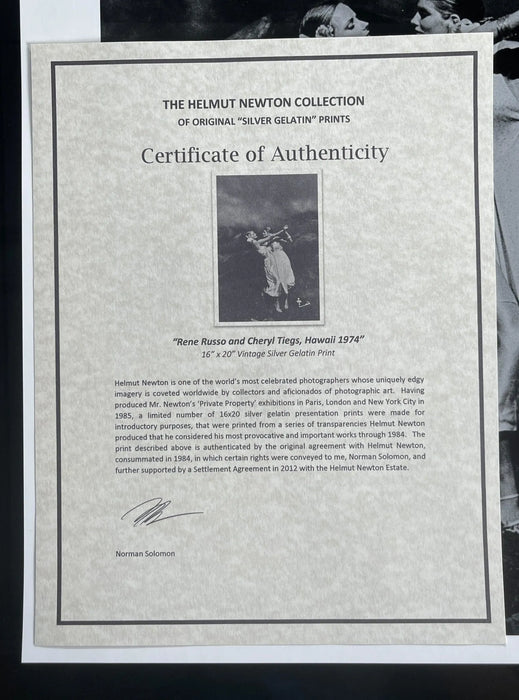 THE HELMUT NEWTON COLLECTION
OF ORIGINAL "SILVER GELATIN" PRINTS
Certificate of Authenticity
"Rene Russo and Cheryl Tiegs, Hawaii 1974"
16" x 20" Vintage Silver Gelatin Print
Helmut Newton is one of the world's most celebrated photographers whose uniquely edgy
imagery is coveted worldwide by collectors and aficionados of photographic art. Having
produced Mr. Newton's 'Private Property' exhibitions in Paris, London and New York City in
1985, a limited number of 16x20 silver gelatin presentation prints were made for
introductory purposes, that were printed from a series of transparencies Helmut Newton
produced that he considered his most provocative and important works through 1984. The
print described above is authenticated by the original agreement with Helmut Newton,
consummated in 1984, in which certain rights were conveyed to me, Norman Solomon, and
further supported by a Settlement Agreement in 2012 with the Helmut Newton Estate.
Norman Solomon